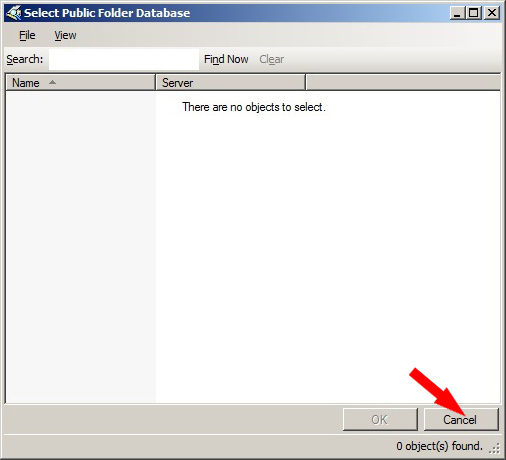 Select Public Folder Database
File View
Search: Find Now Clear
Name Server
There are no objects to select.
OK Cancel
0 object(s) found.